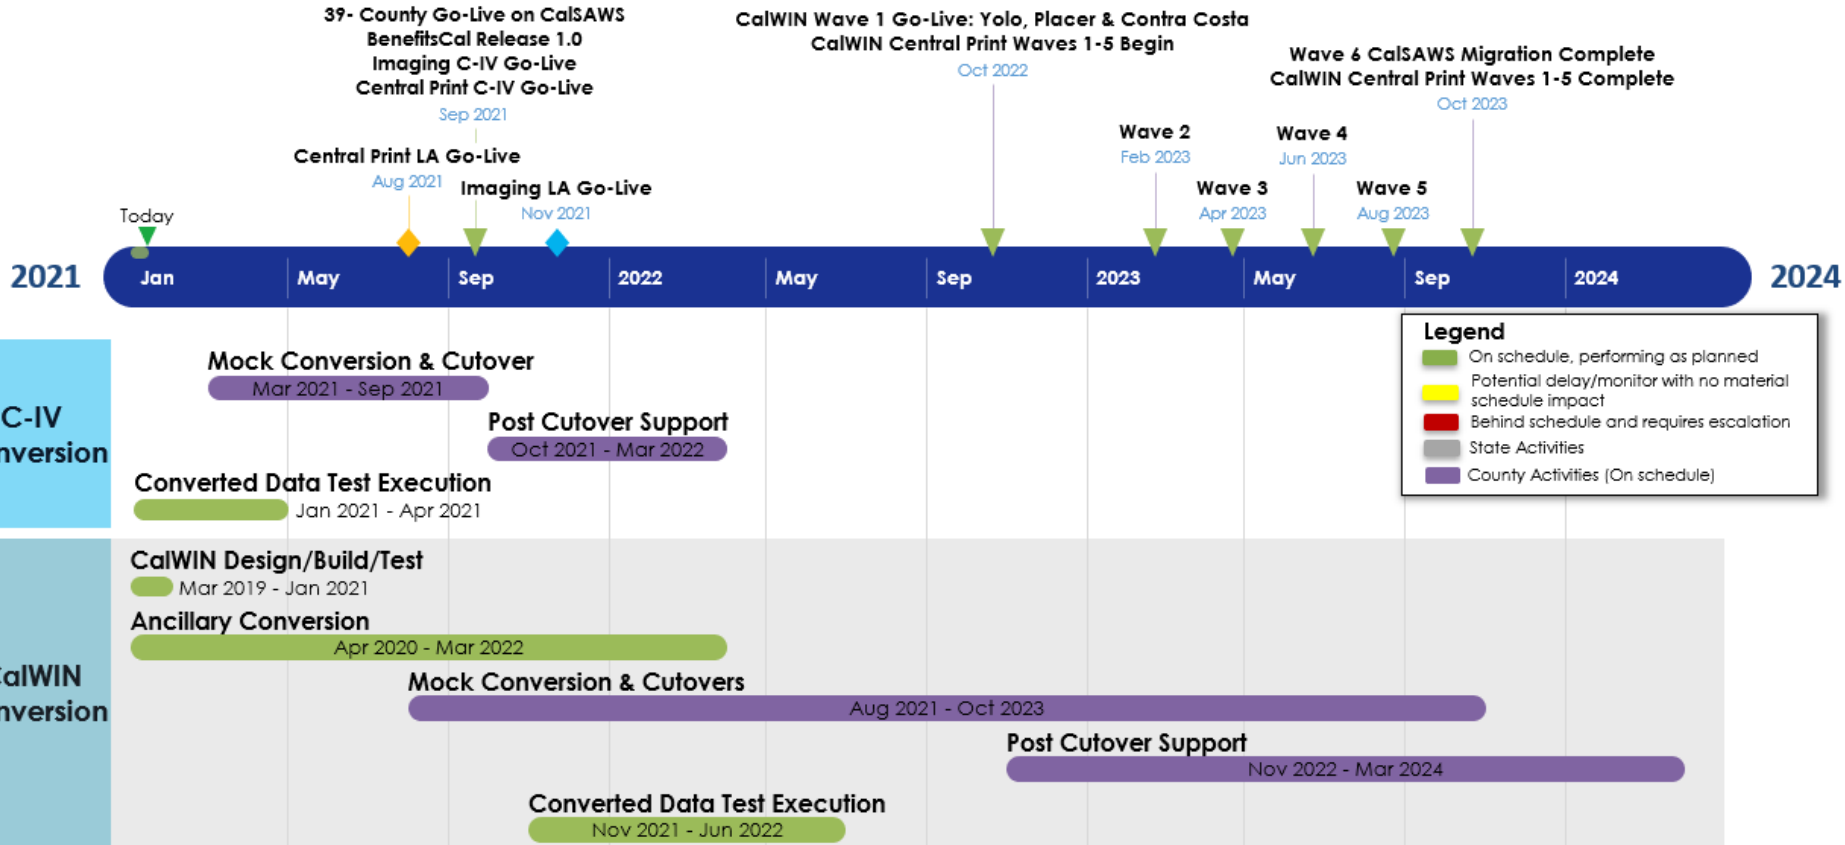 39- County Go-Live on CalSAWS
BenefitsCal Release 1.0
Imaging C-IV Go-Live
Central Print C-IV Go-Live
Sep 2021
Central Print LA Go-Live
Aug 2021
Imaging LA Go-Live
Nov 2021
CalWIN Wave 1 Go-Live: Yolo, Placer & Contra Costa
CalWIN Central Print Waves 1-5 Begin
Oct 2022
Wave 2
Feb 2023
Wave 3
Apr 2023
Wave 4
Jun 2023
Wave 5
Aug 2023
Wave 6 CalSAWS Migration Complete
CalWIN Central Print Waves 1-5 Complete
Oct 2023
Today
2021
Jan
May
Sep
2022
May
Sep
2023
May
Sep
2024
2024
Legend
On schedule, performing as planned
Potential delay/monitor with no material
schedule impact
Behind schedule and requires escalation
State Activities
County Activities (On schedule)
C-IV
nversion
Mock Conversion & Cutover
Mar 2021 - Sep 2021
Post Cutover Support
Oct 2021 - Mar 2022
Converted Data Test Execution
Jan 2021 - Apr 2021
CalWIN
nversion
CalWIN Design/Build/Test
Mar 2019 - Jan 2021
Ancillary Conversion
Apr 2020 - Mar 2022
Mock Conversion & Cutovers
Aug 2021 - Oct 2023
Post Cutover Support
Nov 2022 - Mar 2024
Converted Data Test Execution
Nov 2021 - Jun 2022